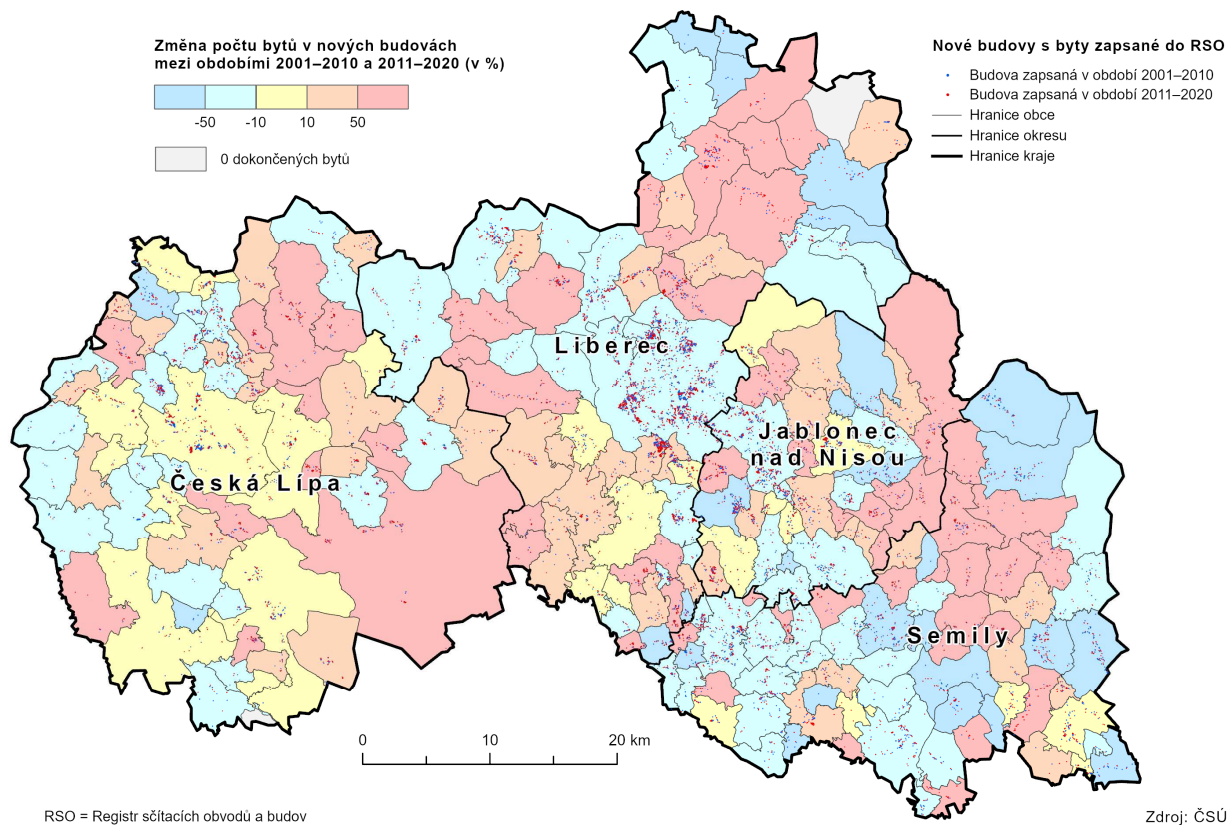 Změna počtu bytů v nových budovách
mezi obdobími 2001–2010 a 2011–2020 (v %)
-50 -10 10 50
0 dokončených bytů
Nové budovy s byty zapsané do RSO
Budova zapsaná v období 2001–2010
Budova zapsaná v období 2011–2020
Hranice obce
Hranice okresu
Hranice kraje
Liberec
Jablonec
nad Nisou
Česká Lípa
Semily
0 10 20 km
RSO = Registr sčítacích obvodů a budov
Zdroj: ČSÚ